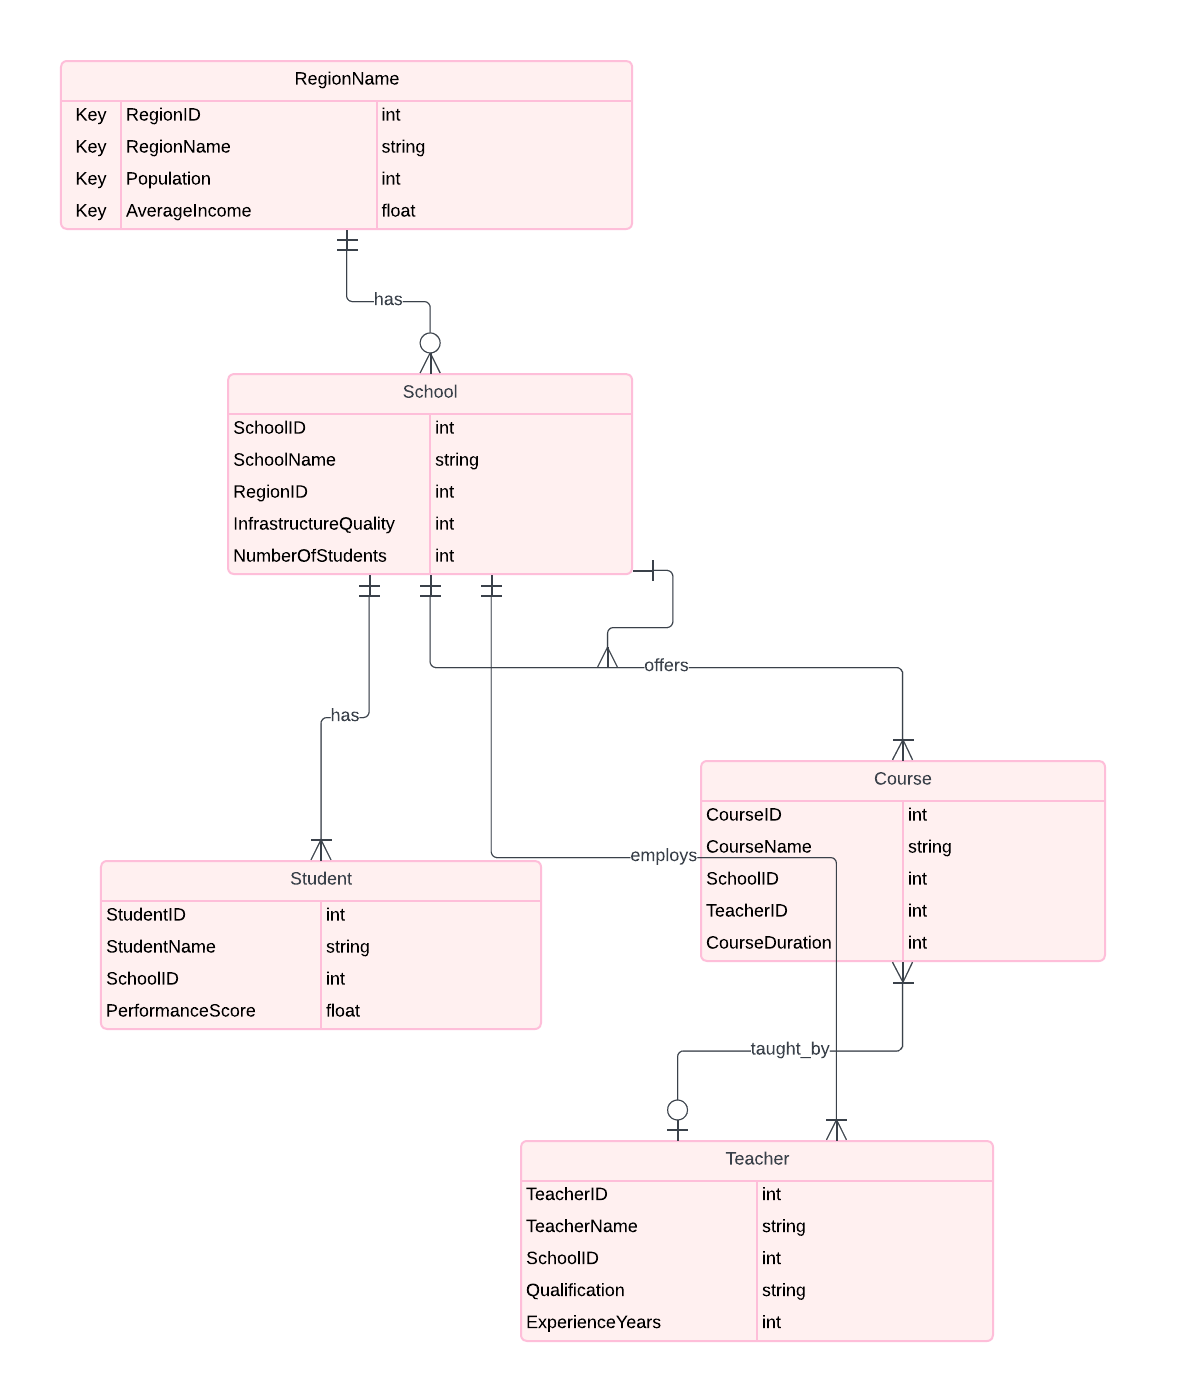 RegionName
Key RegionID int
Key RegionName string
Key Population int
Key AverageIncome float
has
School
SchoolID int
SchoolName string
RegionID int
InfrastructureQuality int
NumberOfStudents int
offers
has
Course
CourseID int
CourseName string
SchoolID int
TeacherID int
CourseDuration int
employs
Student
StudentID int
StudentName string
SchoolID int
PerformanceScore float
taught_by
Teacher
TeacherID int
TeacherName string
SchoolID int
Qualification string
ExperienceYears int